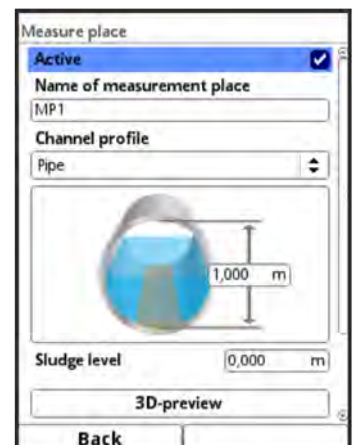 Measure place
Active
Name of measurement place
MP1
Channel profile
Pipe
1,000 m
Sludge level 0,000 m
3D-preview
Back